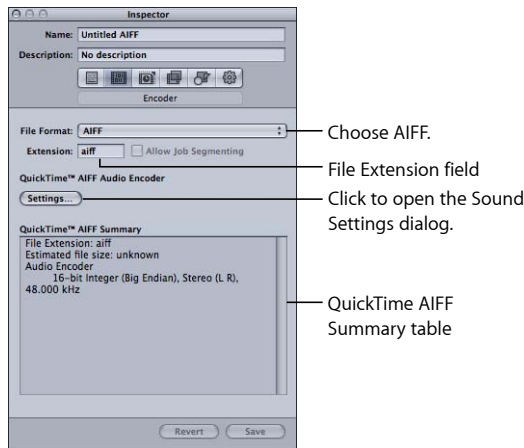 Inspector
Name: Untitled AIFF
Description: No description
Encoder
File Format: AIFF
Choose AIFF.
Extension: aiff Allow Job Segmenting
File Extension field
QuickTime™ AIFF Audio Encoder
Settings...
Click to open the Sound
Settings dialog.
QuickTime™ AIFF Summary
File Extension: aiff
Estimated file size: unknown
Audio Encoder
16-bit Integer (Big Endian), Stereo (L R),
48.000 kHz
QuickTime AIFF
Summary table
Revert Save